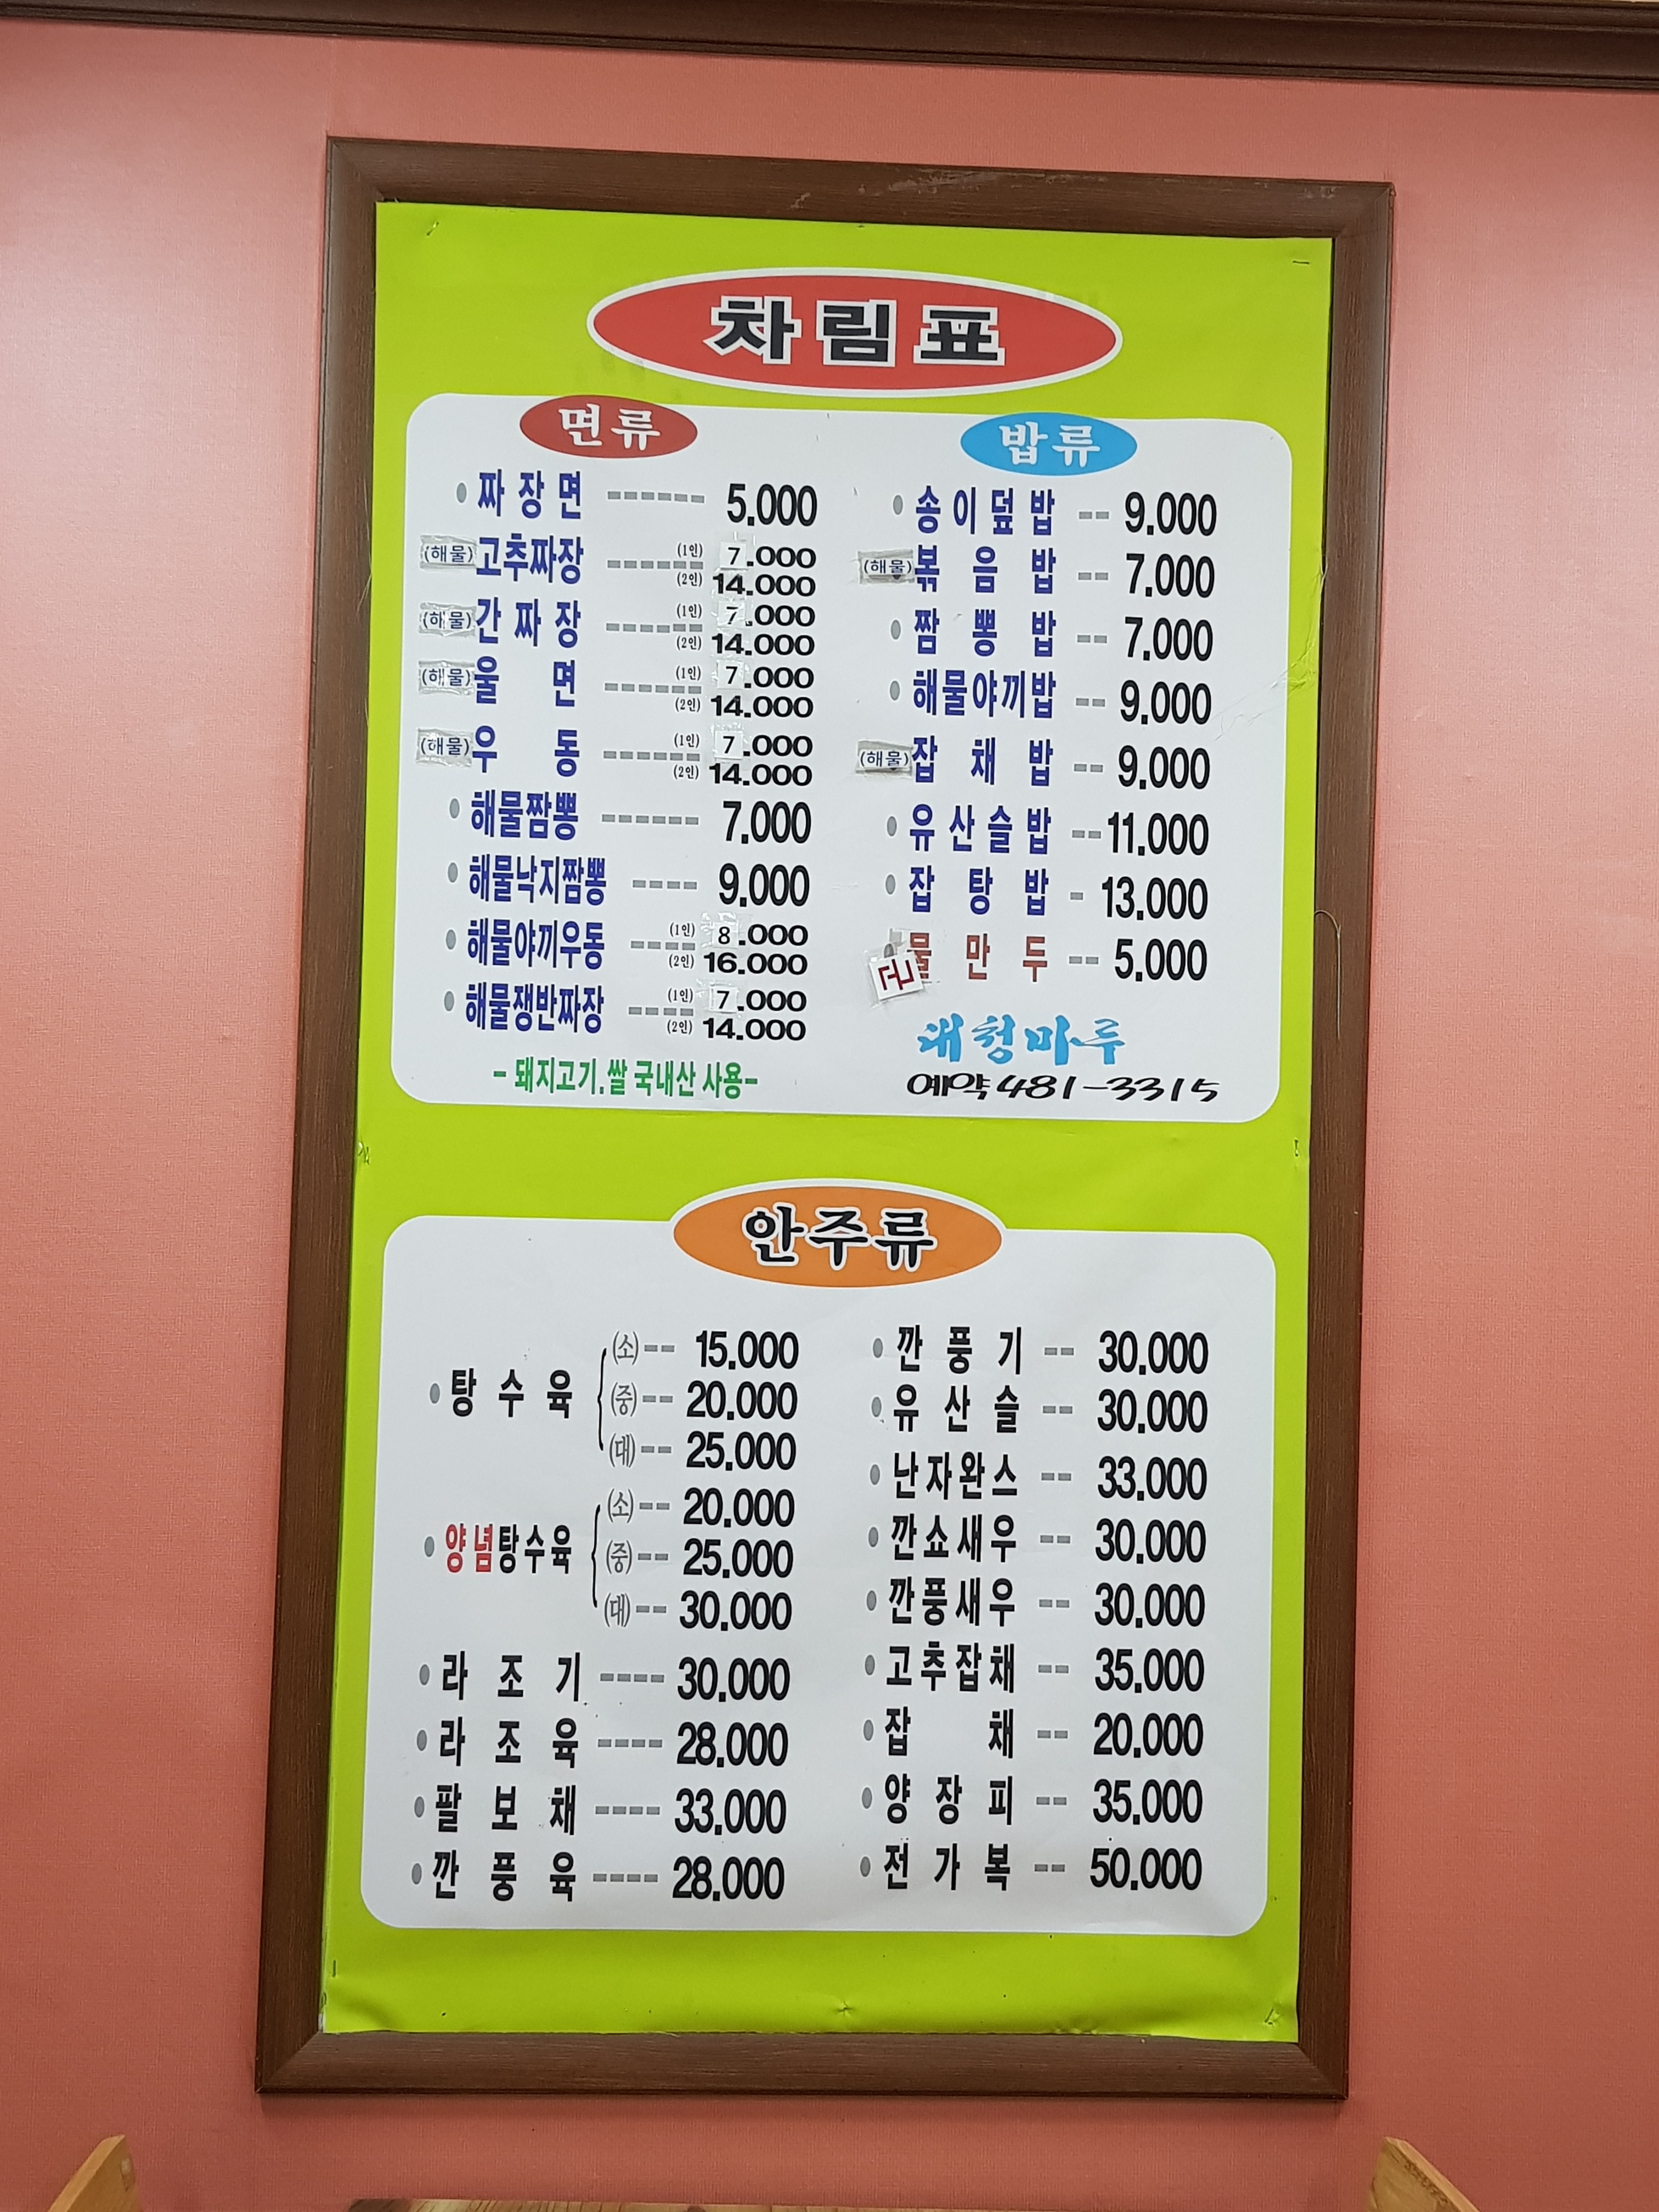 차림표
면류
짜장면 ------ 5.000
(해물)고추짜장 ------ (1인) 7.000
(2인) 14.000
(해물)간짜장 ------ (1인) 7.000
(2인) 14.000
(해물)울면 ------ (1인) 7.000
(2인) 14.000
(해물)우동 ------ (1인) 7.000
(2인) 14.000
해물짬뽕 ------ 7.000
해물낙지짬뽕 ---- 9.000
해물야끼우동 ---- (1인) 8.000
(2인) 16.000
해물쟁반짜장 ---- (1인) 7.000
(2인) 14.000
- 돼지고기.쌀 국내산 사용-
밥류
송이덮밥 -- 9.000
(해물)볶음밥 -- 7.000
짬뽕밥 -- 7.000
해물야끼밥 -- 9.000
(해물)잡채밥 -- 9.000
유산슬밥 --11.000
잡탕밥 - 13.000
군
물만두 -- 5.000
대청마루
예약 481-3315
안주류
탕수육 (소)-- 15.000
(중)-- 20.000
(대)-- 25.000
양념탕수육 (소)-- 20.000
(중)-- 25.000
(대)-- 30.000
라조기 ---- 30.000
라조육 ---- 28.000
팔보채 ---- 33.000
깐풍육 ---- 28.000
깐풍기 -- 30.000
유산슬 -- 30.000
난자완스 -- 33.000
깐쇼새우 -- 30.000
깐풍새우 -- 30.000
고추잡채 -- 35.000
잡채 -- 20.000
양장피 -- 35.000
전가복 -- 50.000